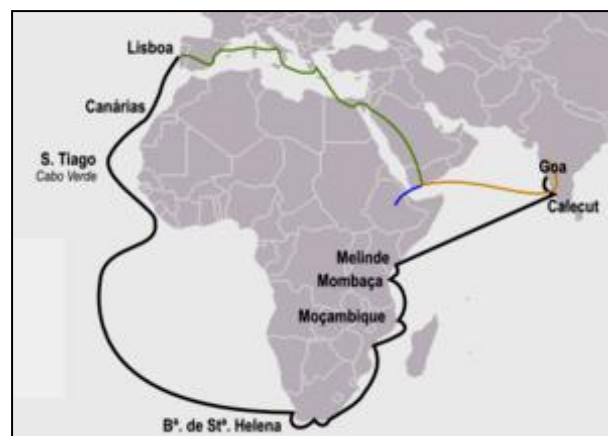 Lisboa
Canárias
S. Tiago
Cabo Verde
Goa
Calecut
Melinde
Mombaça
Moçambique
Bª. de Stª. Helena